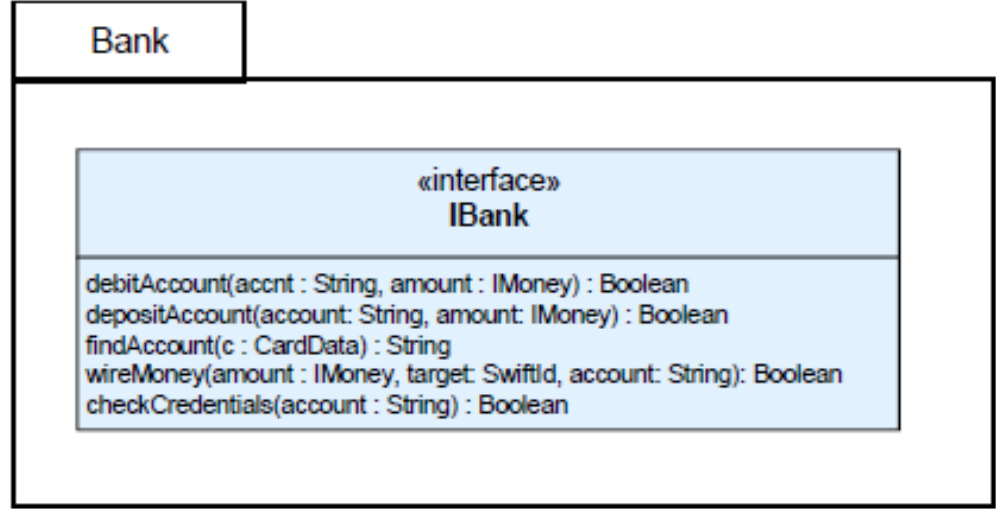 Bank
«interface»
IBank
debitAccount(accnt : String, amount : IMoney) : Boolean
depositAccount(account: String, amount: IMoney) : Boolean
findAccount(c : CardData) : String
wireMoney(amount : IMoney, target: SwiftId, account: String): Boolean
checkCredentials(account : String) : Boolean